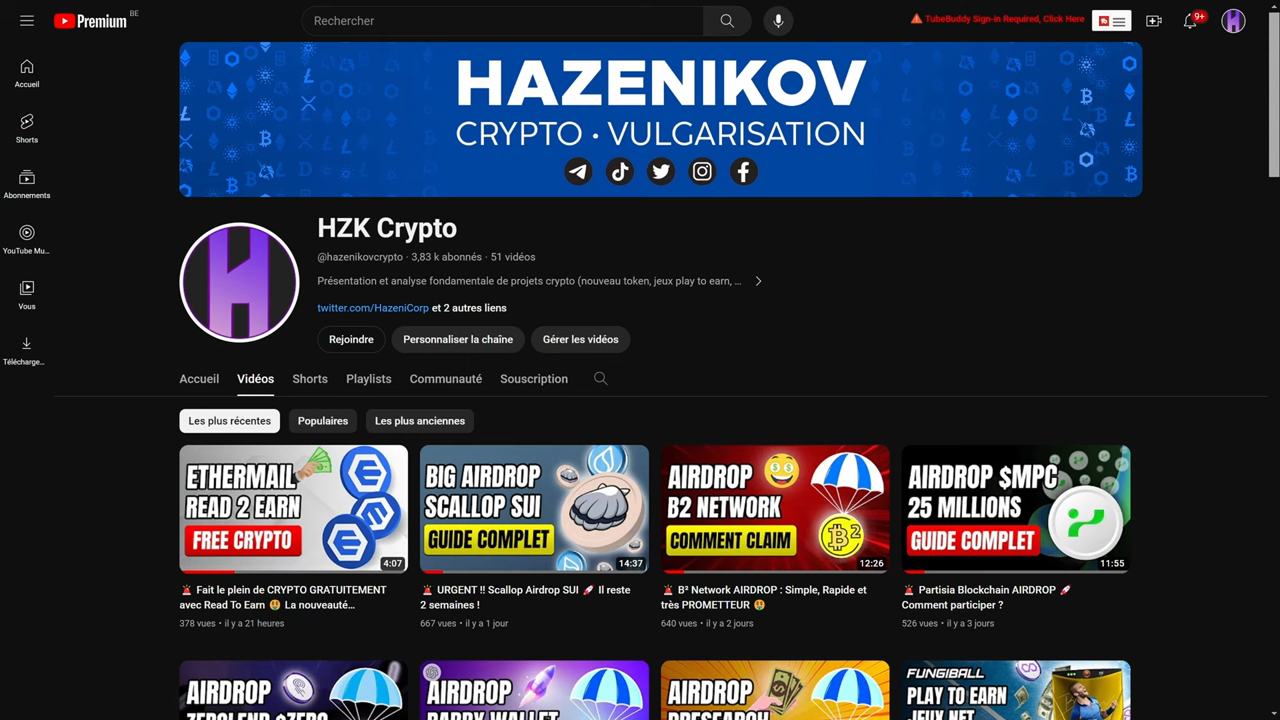 Premium BE
Rechercher
TubeBuddy Sign-in Required, Click Here
9+
Accueil
Shorts
Abonnements
YouTube Mu...
Vous
Télécharge...
HAZENIKOV
CRYPTO · VULGARISATION
HZK Crypto
@hazenikovcrypto · 3,83 k abonnés · 51 vidéos
Présentation et analyse fondamentale de projets crypto (nouveau token, jeux play to earn, ...
twitter.com/HazeniCorp et 2 autres liens
Rejoindre
Personnaliser la chaîne
Gérer les vidéos
Accueil
Vidéos
Shorts
Playlists
Communauté
Souscription
Les plus récentes
Populaires
Les plus anciennes
ETHERMAIL
READ 2 EARN
FREE CRYPTO
4:07
🚨 Fait le plein de CRYPTO GRATUITEMENT
avec Read To Earn 🤑 La nouveauté...
378 vues · il y a 21 heures
BIG AIRDROP
SCALLOP SUI
GUIDE COMPLET
14:37
🚨 URGENT !! Scallop Airdrop SUI 🚀 Il reste
2 semaines !
667 vues · il y a 1 jour
AIRDROP
B2 NETWORK
COMMENT CLAIM
B²
12:26
🚨 B² Network AIRDROP : Simple, Rapide et
très PROMETTEUR 🤑
640 vues · il y a 2 jours
AIRDROP $MPC
25 MILLIONS
GUIDE COMPLET
11:55
🚨 Partisia Blockchain AIRDROP 🚀
Comment participer ?
526 vues · il y a 3 jours
AIRDROP
ZEROLEND $ZERO
AIRDROP
AIRDROP
FUNGIBALL
PLAY TO EARN